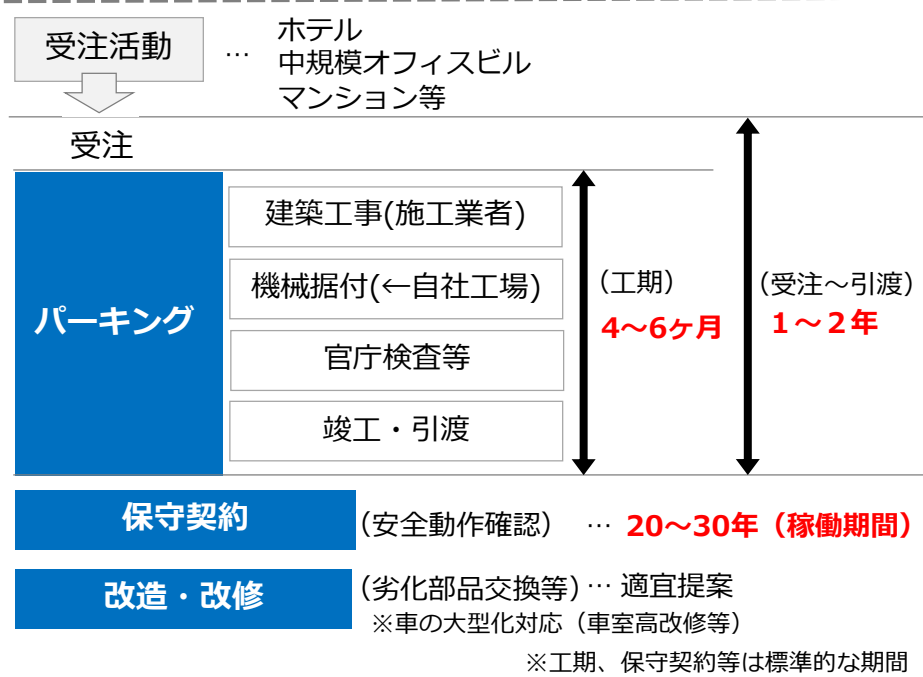 受注活動
… ホテル
中規模オフィスビル
マンション等
受注
パーキング
建築工事(施工業者)
機械据付(←自社工場)
官庁検査等
竣工・引渡
（工期）
4～6ヶ月
（受注～引渡）
１～２年
保守契約
（安全動作確認） … 20～30年（稼働期間）
改造・改修
（劣化部品交換等）… 適宜提案
※車の大型化対応（車室高改修等）
※工期、保守契約等は標準的な期間